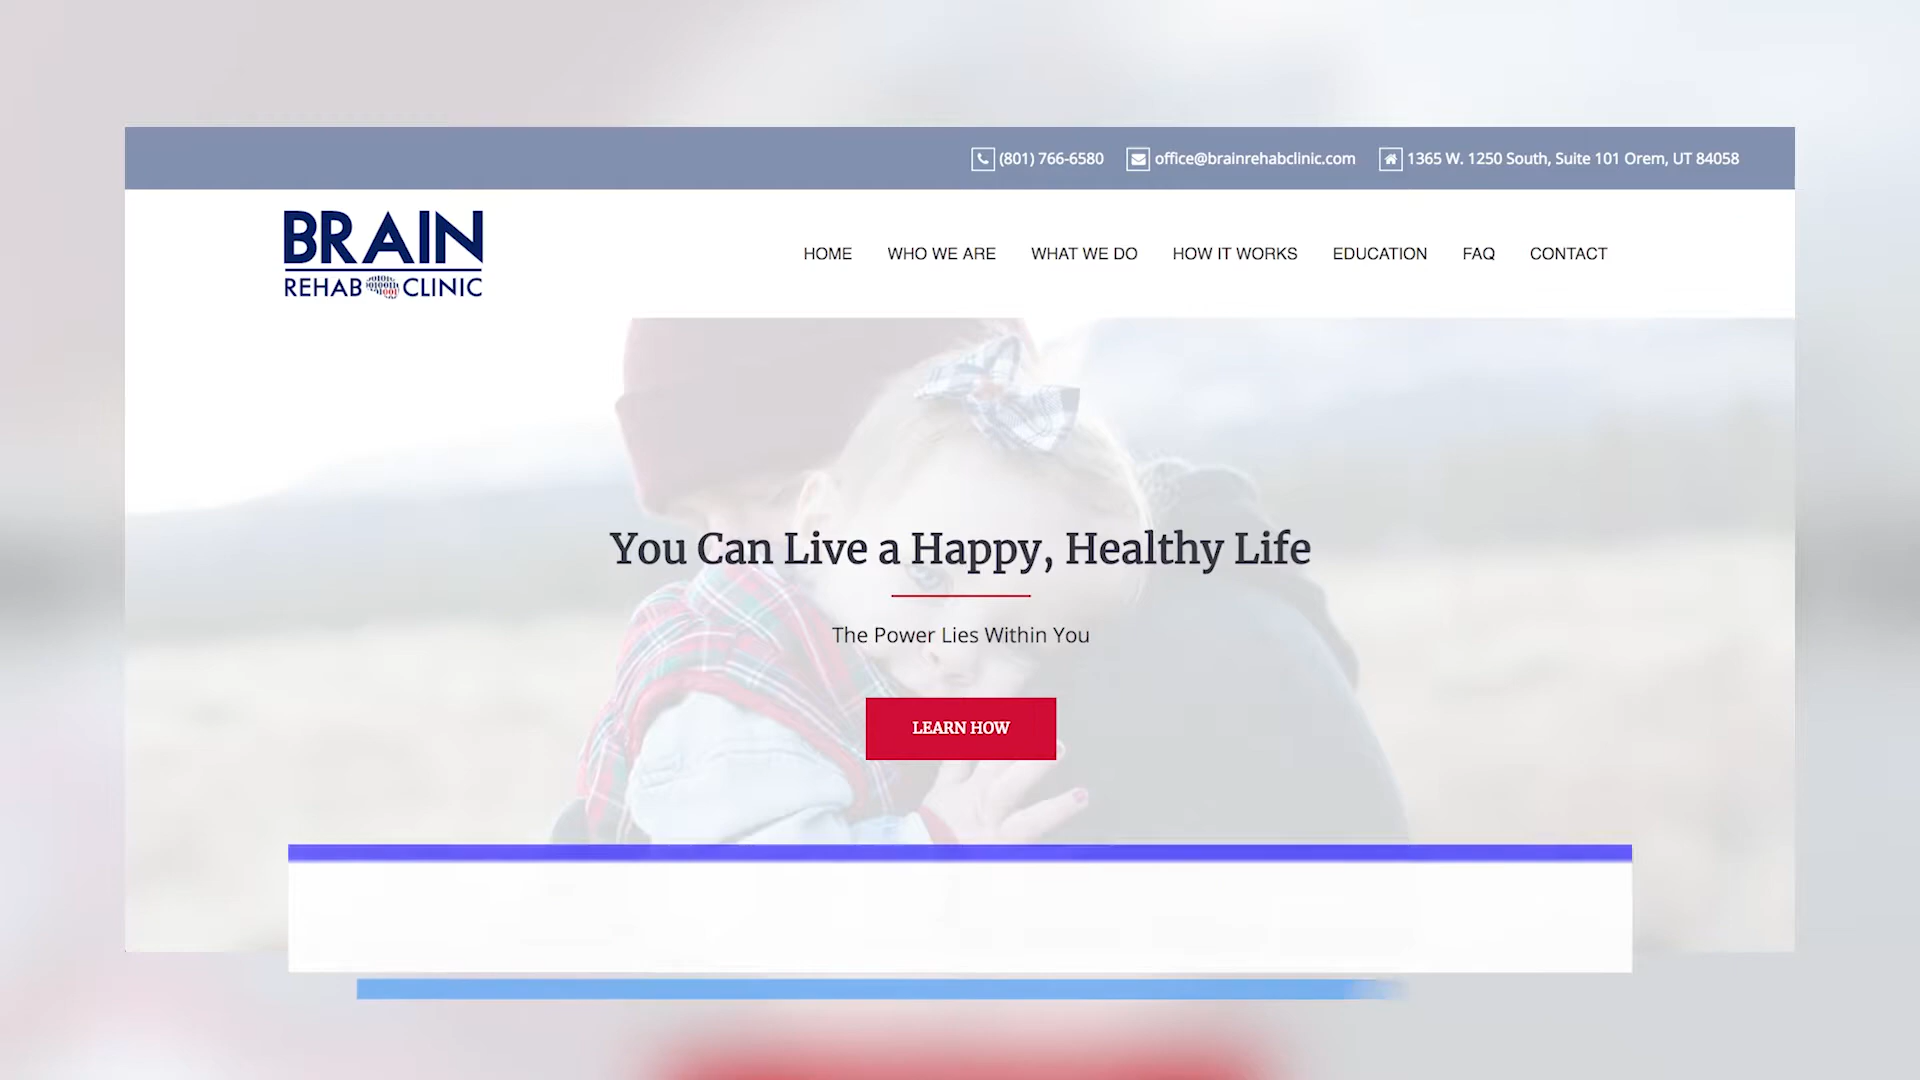 (801) 766-6580 office@brainrehabclinic.com 1365 W. 1250 South, Suite 101 Orem, UT 84058
BRAIN
REHAB CLINIC
HOME WHO WE ARE WHAT WE DO HOW IT WORKS EDUCATION FAQ CONTACT
You Can Live a Happy, Healthy Life
The Power Lies Within You
LEARN HOW